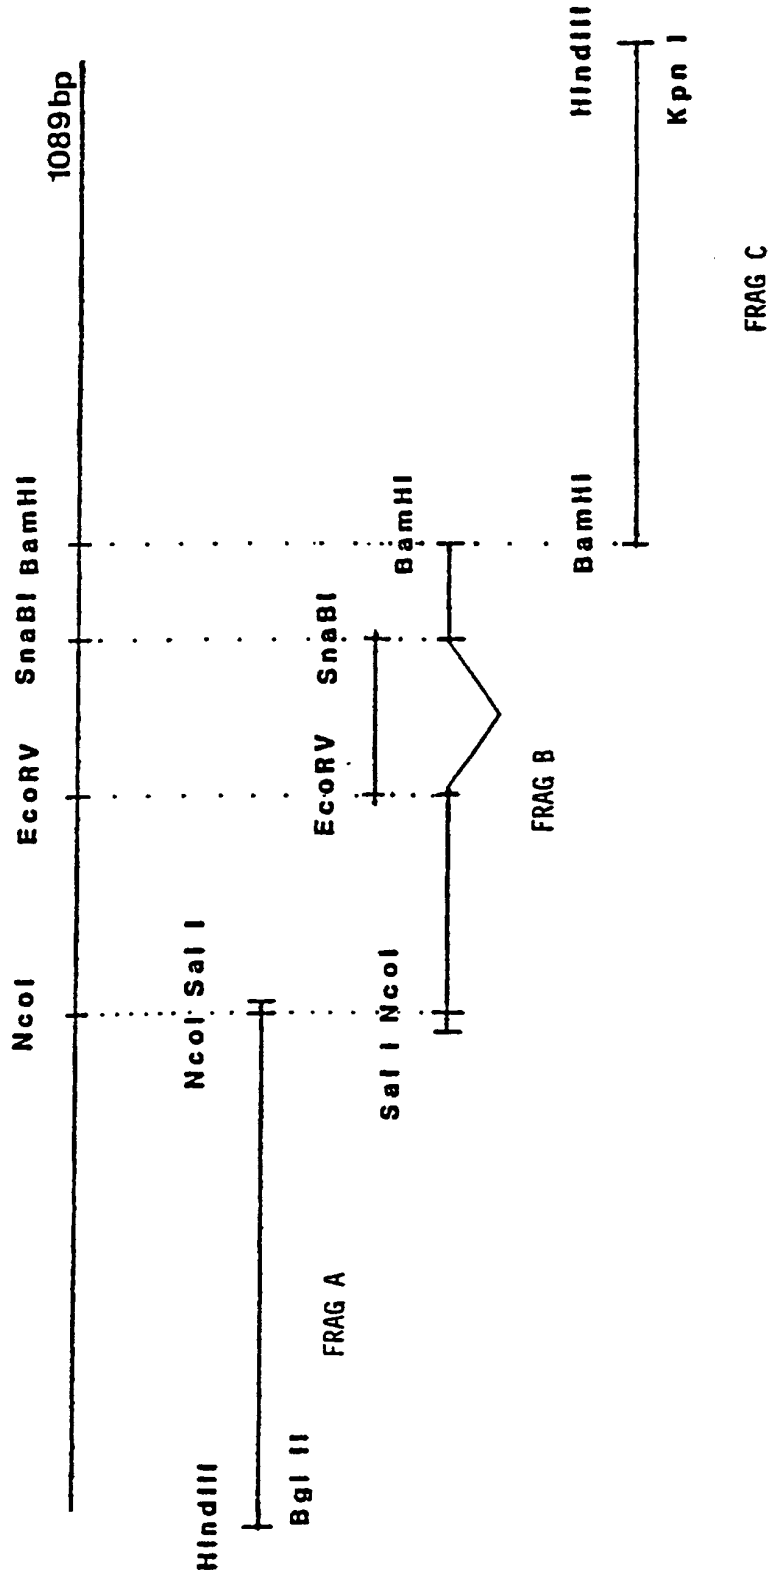 1089bp
NcoI EcoRV SnaBI BamHI
HindIII NcoI Sal I
Bgl II
FRAG A
EcoRV SnaBI
Sal I NcoI BamHI
FRAG B
BamHI HindIII
Kpn I
FRAG C